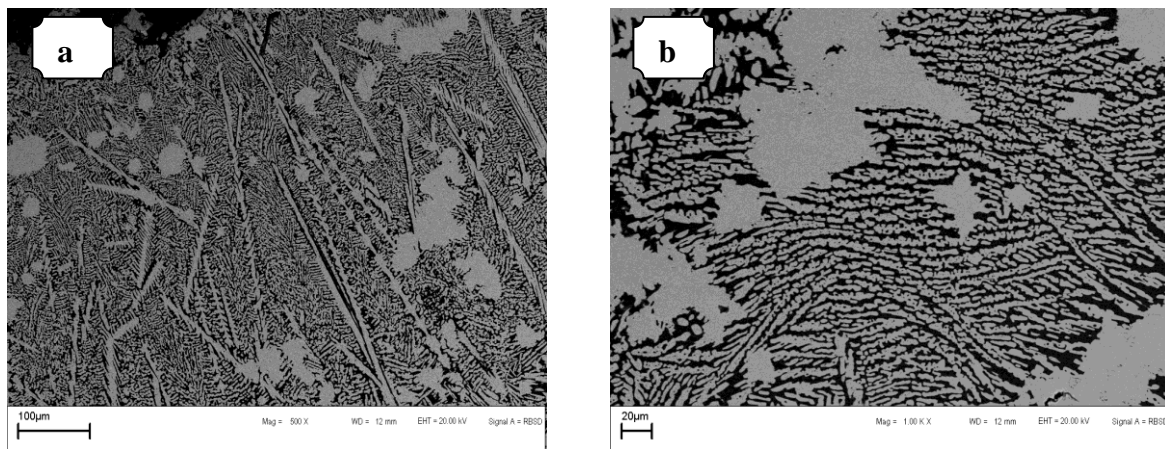 a
b
100µm
Mag = 500 X WD = 12 mm EHT = 20.00 kV Signal A = RBSD
20µm
Mag = 1.00 K X WD = 12 mm EHT = 20.00 kV Signal A = RBSD